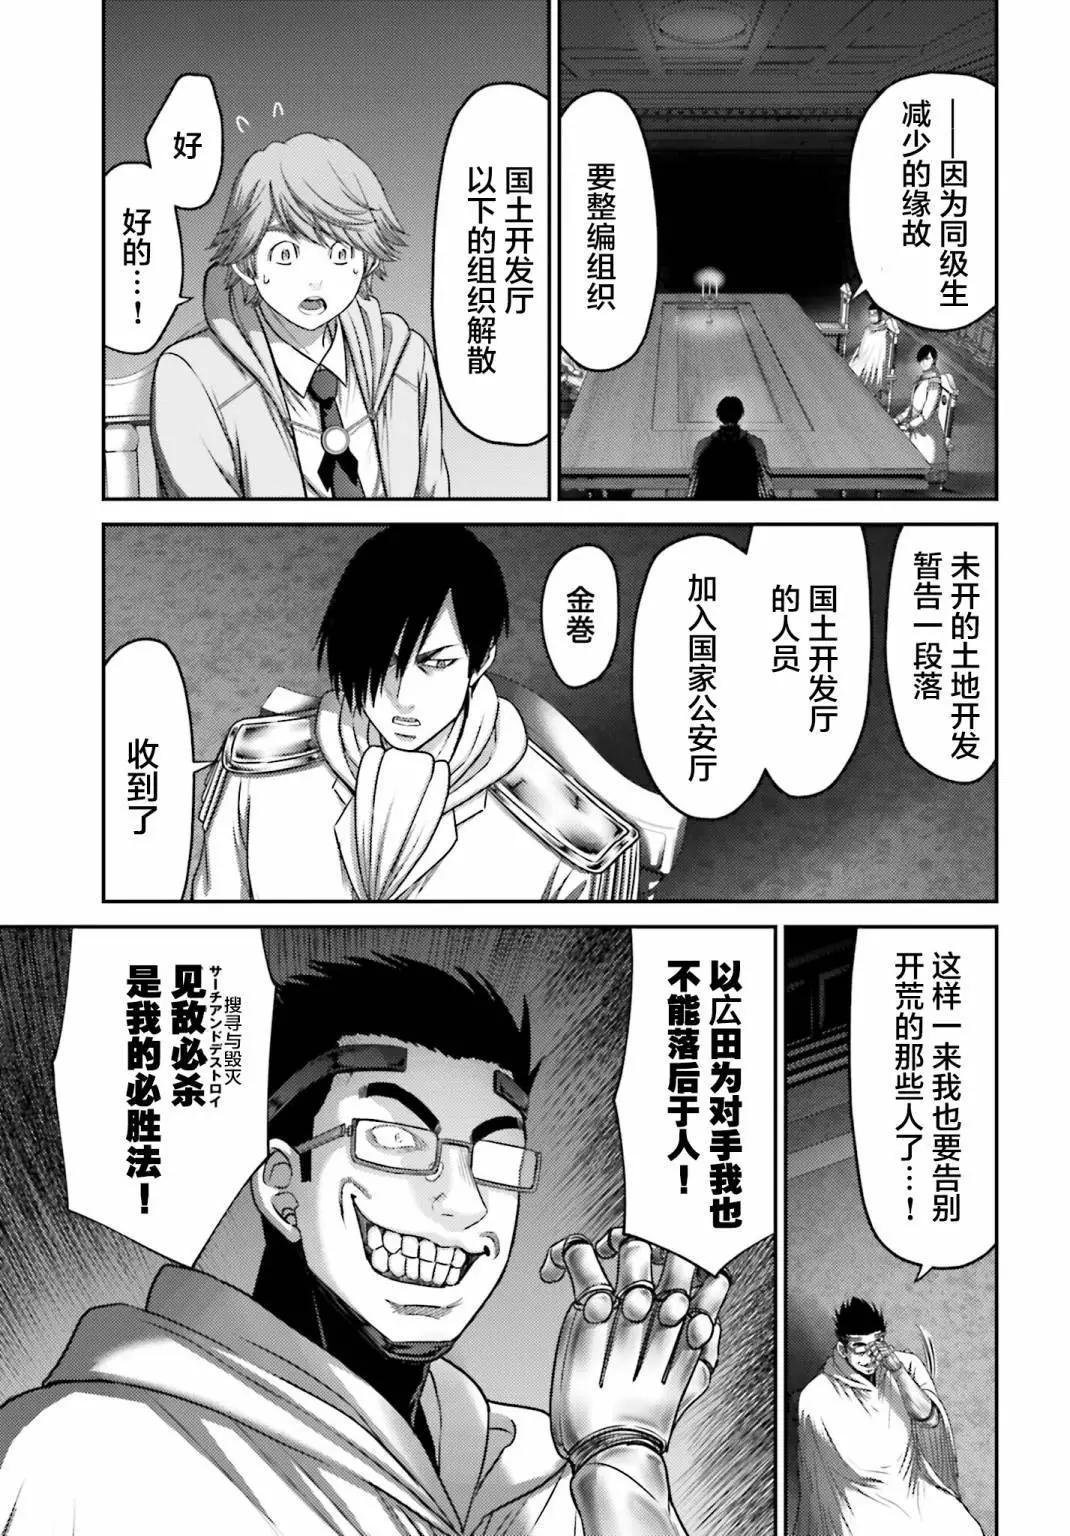 ——因为同级生
减少的缘故
要整编组织
国土开发厅
以下的组织解散
好
好的…！
未开的土地开发
暂告一段落
国土开发厅
的人员
加入国家公安厅
金巻
收到了
这样一来我也要告别
开荒的那些人了…！
以広田为对手我也
不能落后于人！
搜寻与毁灭
サーチアンドデストロイ
见敌必杀
是我的必胜法！